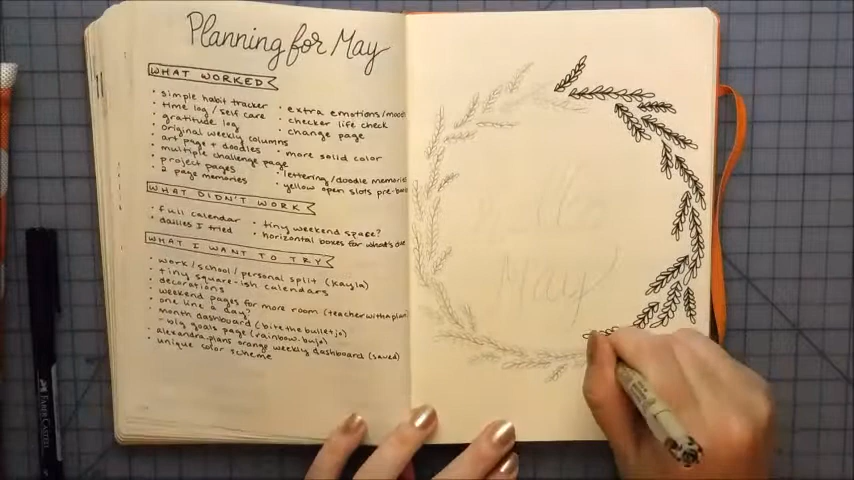 Planning for May
WHAT WORKED
• simple habit tracker
• time log / self care
• gratitude log
• original weekly columns
• art page + doodles
• multiple challenge page
• project pages
• 2 page memories
• extra emotions/mood
• checker life check
• change page
• more solid color
• lettering/doodle memories
• yellow open slots
WHAT DIDN'T WORK
• full calendar
• dailies I tried
• tiny weekend space?
• horizontal boxes for what's due
WHAT I WANT TO TRY
• work/school/personal split (kayla)
• tiny square-ish calendars
• decorations
• weekend pages for more room (teacher with a plan
• one line a day?
• month dashboard (bite the bullet jo)
- big goals page (rainbow.bujo)
• alexandra.plans orange weekly dashboard (saved)
• unique color scheme
Hello
May
FABER CASTELL